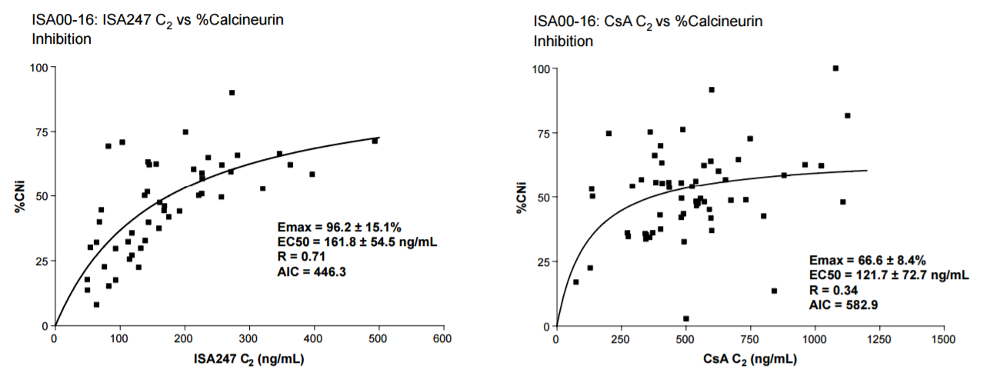 ISA00-16: ISA247 C2 vs %Calcineurin
Inhibition
100
75
50
25
0
%CNi
Emax = 96.2 ± 15.1%
EC50 = 161.8 ± 54.5 ng/mL
R = 0.71
AIC = 446.3
0 100 200 300 400 500 600
ISA247 C2 (ng/mL)
ISA00-16: CsA C2 vs %Calcineurin
Inhibition
100
75
50
25
0
%CNi
Emax = 66.6 ± 8.4%
EC50 = 121.7 ± 72.7 ng/mL
R = 0.34
AIC = 582.9
0 250 500 750 1000 1250 1500
CsA C2 (ng/mL)